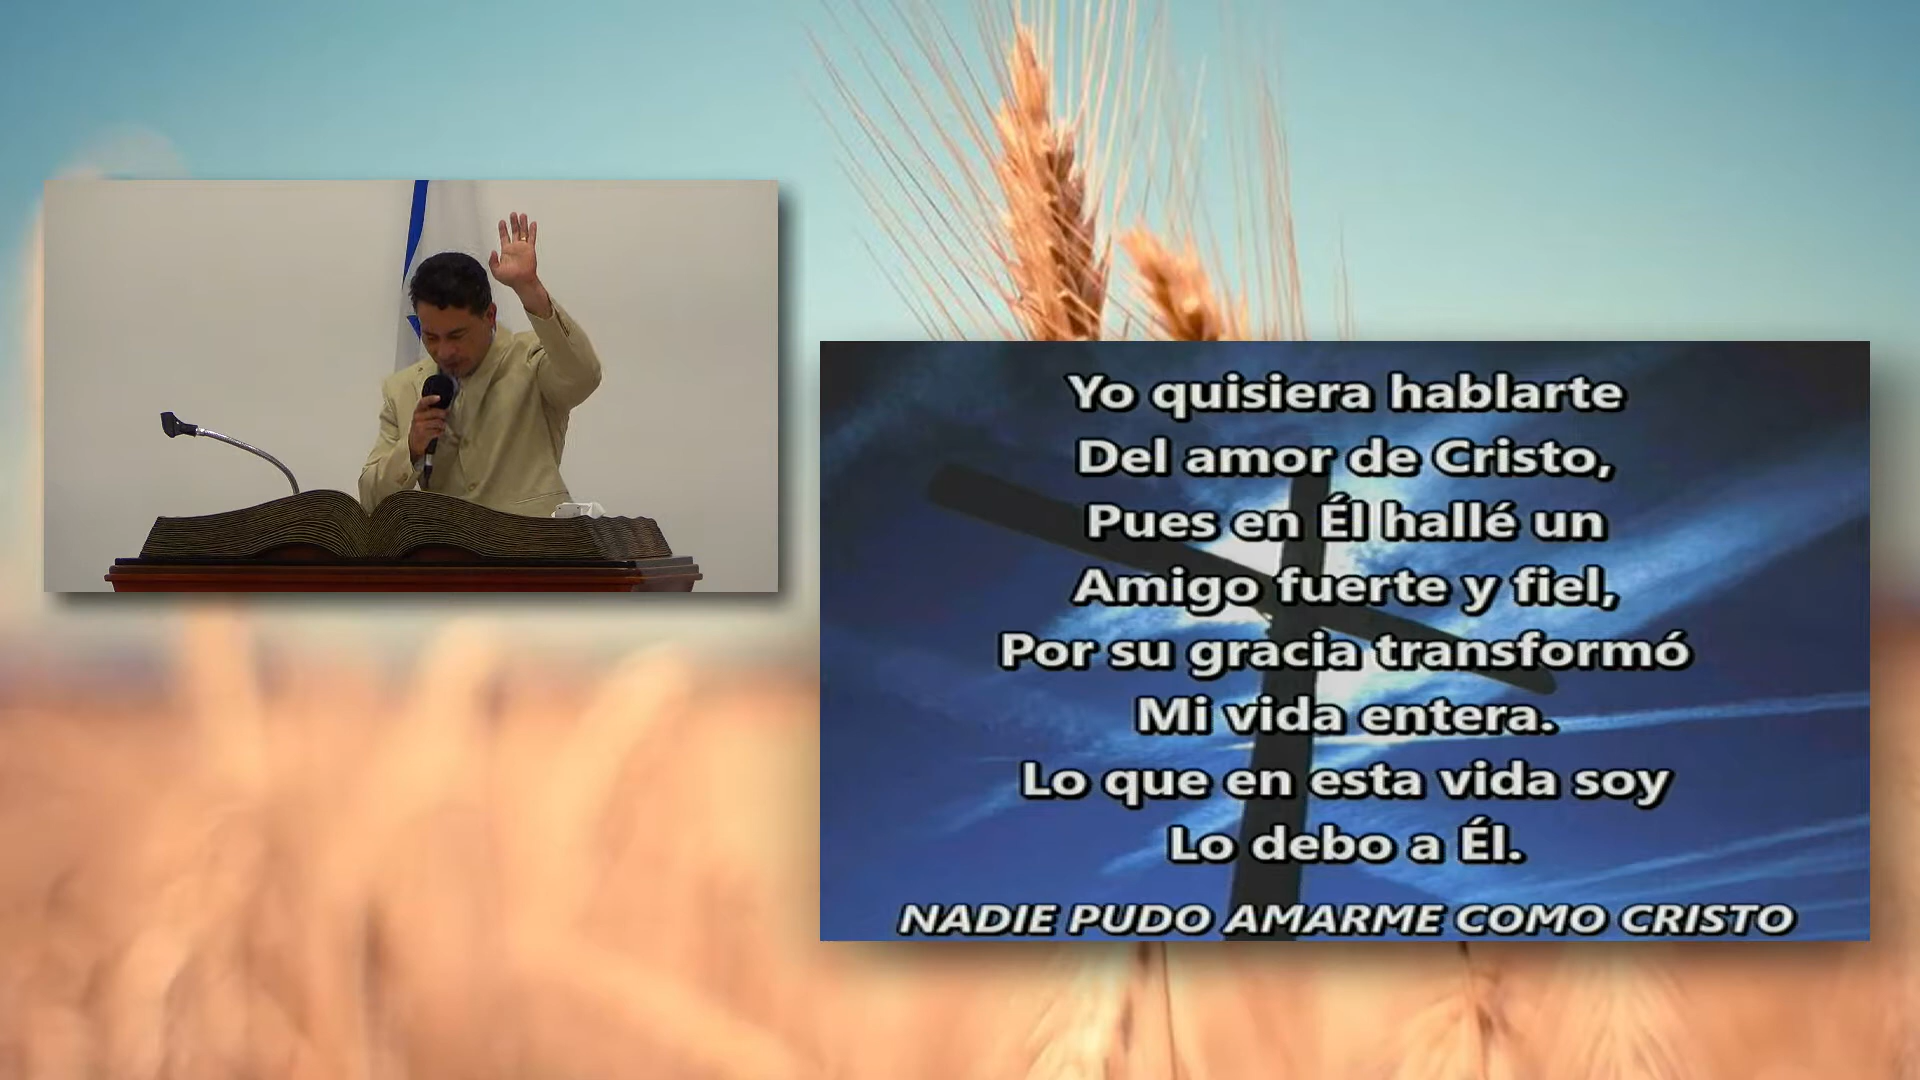 Yo quisiera hablarte
Del amor de Cristo,
Pues en Él hallé un
Amigo fuerte y fiel,
Por su gracia transformó
Mi vida entera.
Lo que en esta vida soy
Lo debo a Él.
NADIE PUDO AMARME COMO CRISTO